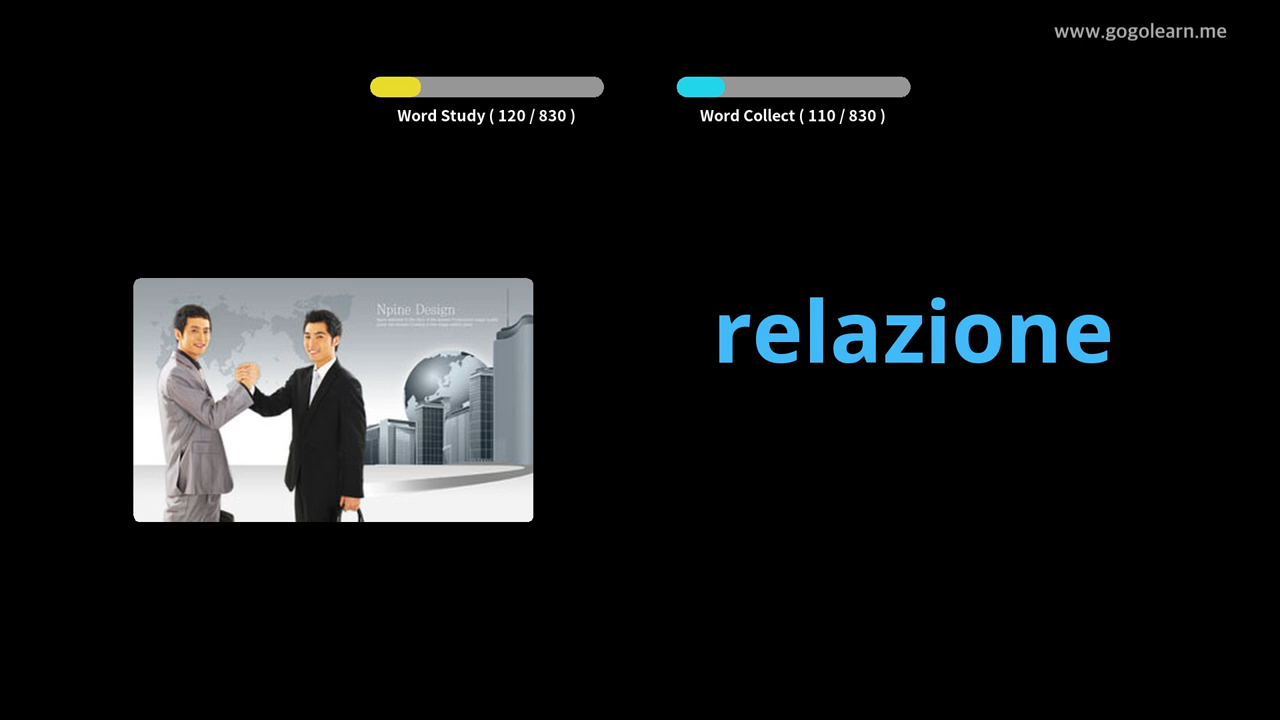 www.gogolearn.me
Word Study ( 120 / 830 )
Word Collect ( 110 / 830 )
Npine Design
relazione